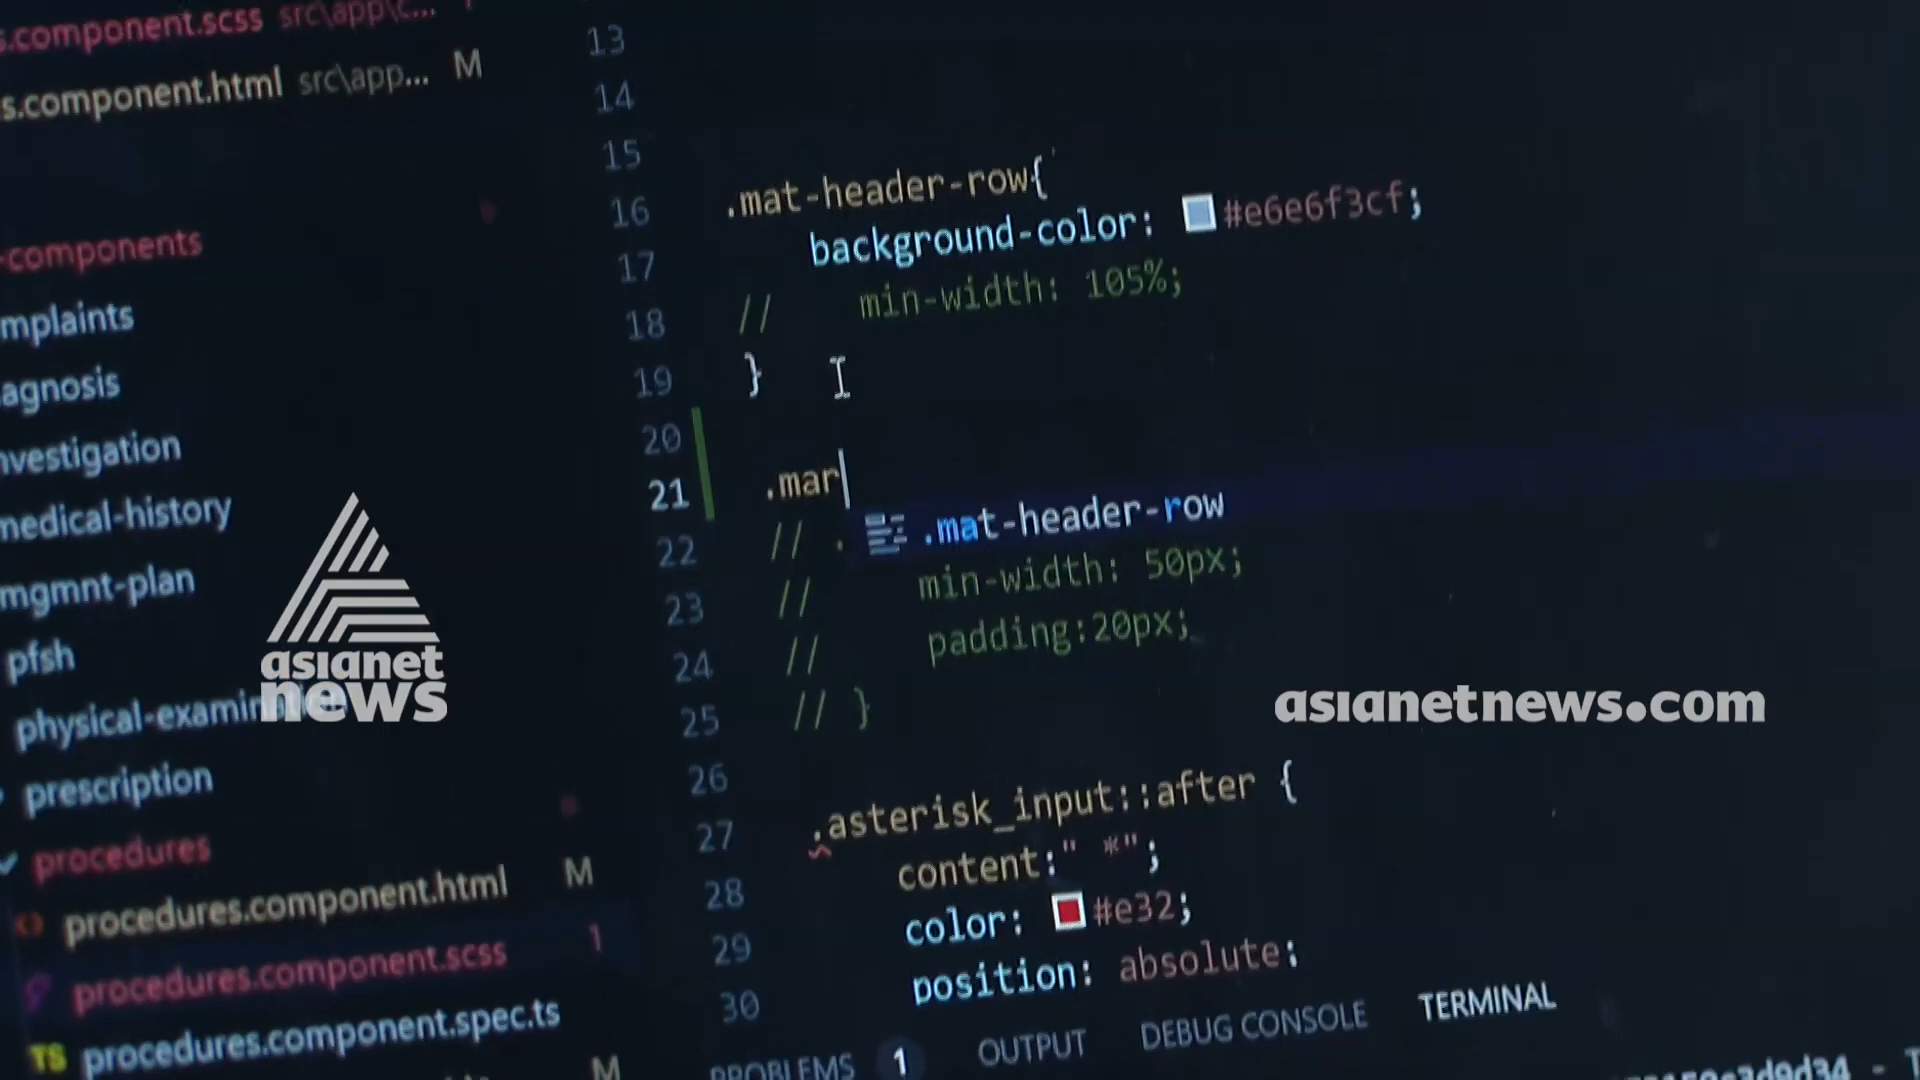 s.component.scss src\app\c...
s.component.html src\app... M
-components
mplaints
agnosis
nvestigation
medical-history
mgmnt-plan
pfsh
physical-examin
prescription
procedures
procedures.component.html M
procedures.component.scss 1
TS procedures.component.spec.ts
M
13
14
15
16 .mat-header-row{
17 background-color: #e6e6f3cf;
18 // min-width: 105%;
19 }
20
21 .mar
22 // . .mat-header-row
23 // min-width: 50px;
24 // padding:20px;
25 // }
26
27 .asterisk_input::after {
28 content:" *";
29 color: #e32;
30 position: absolute;
PROBLEMS 1 OUTPUT DEBUG CONSOLE TERMINAL
asianet
news
asianetnews.com